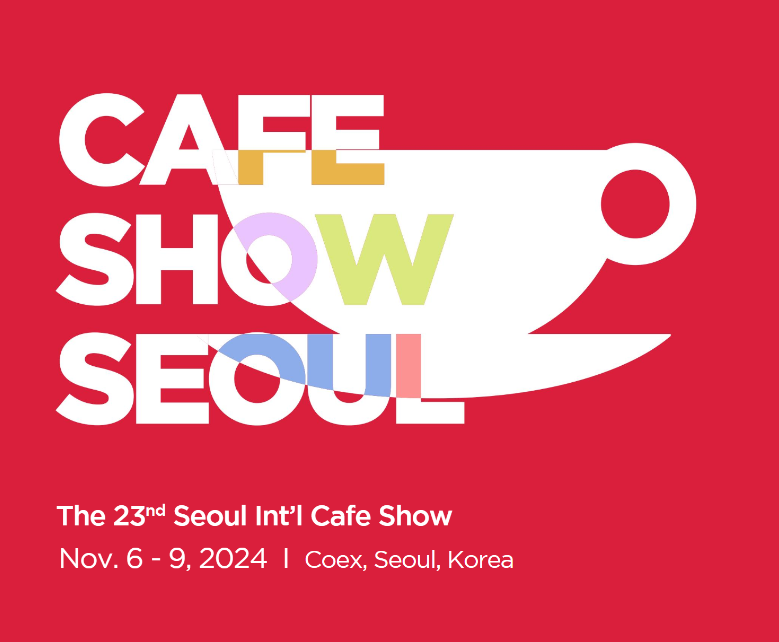 CAFE
SHOW
SEOUL
The 23nd Seoul Int'l Cafe Show
Nov. 6 - 9, 2024 | Coex, Seoul, Korea